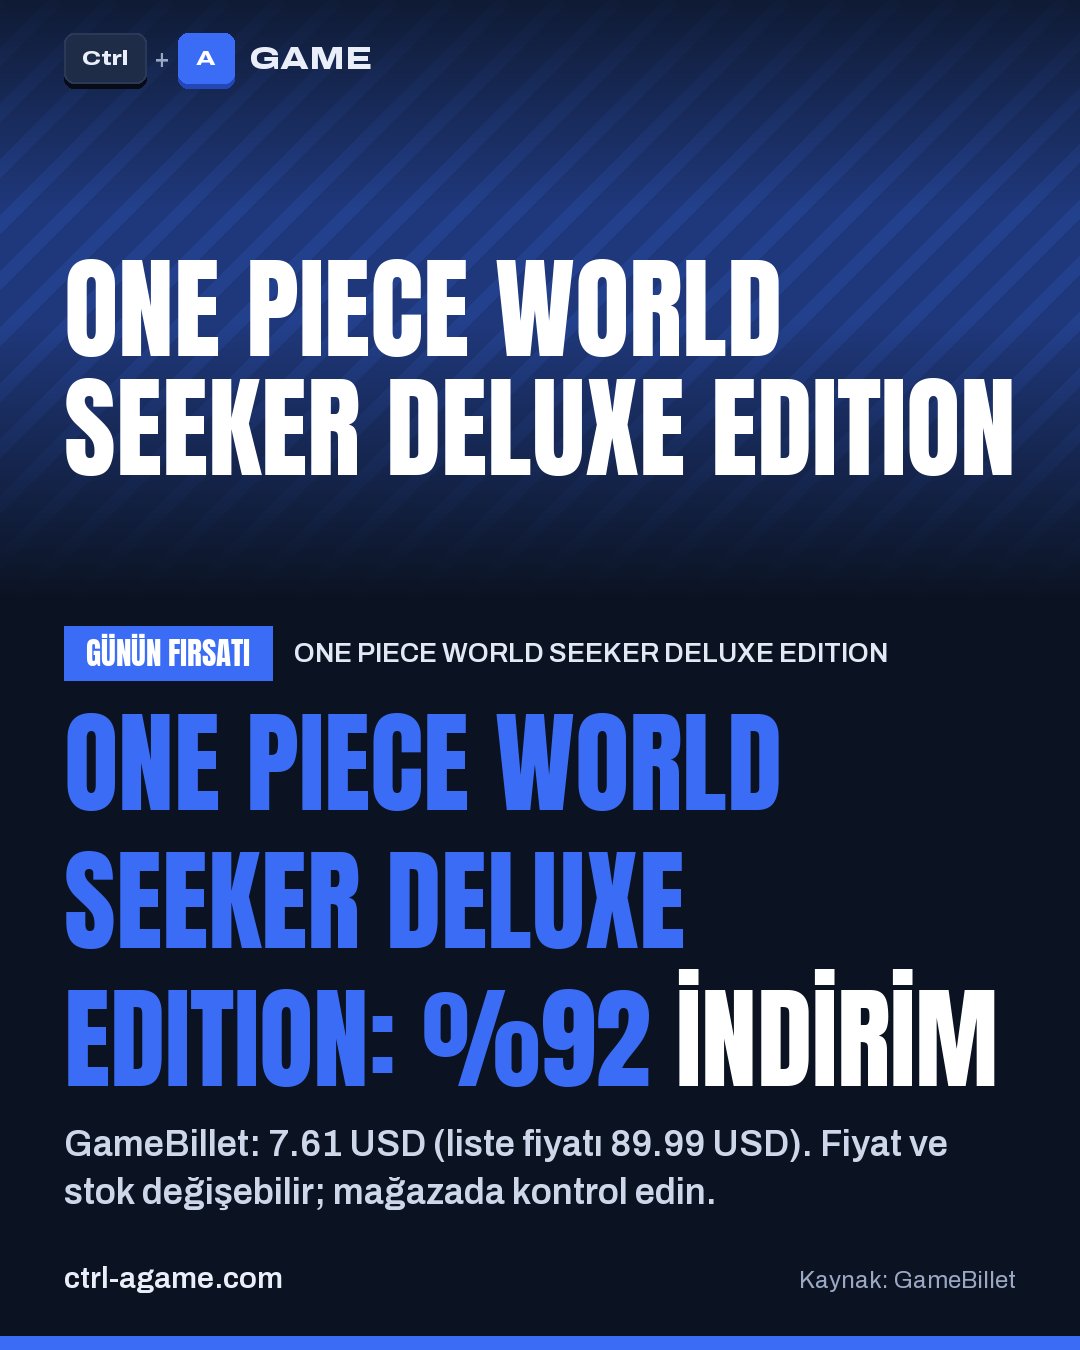 Ctrl + A GAME
ONE PIECE WORLD
SEEKER DELUXE EDITION
GÜNÜN FIRSATI ONE PIECE WORLD SEEKER DELUXE EDITION
ONE PIECE WORLD
SEEKER DELUXE
EDITION: %92 İNDİRİM
GameBillet: 7.61 USD (liste fiyatı 89.99 USD). Fiyat ve
stok değişebilir; mağazada kontrol edin.
ctrl-agame.com
Kaynak: GameBillet